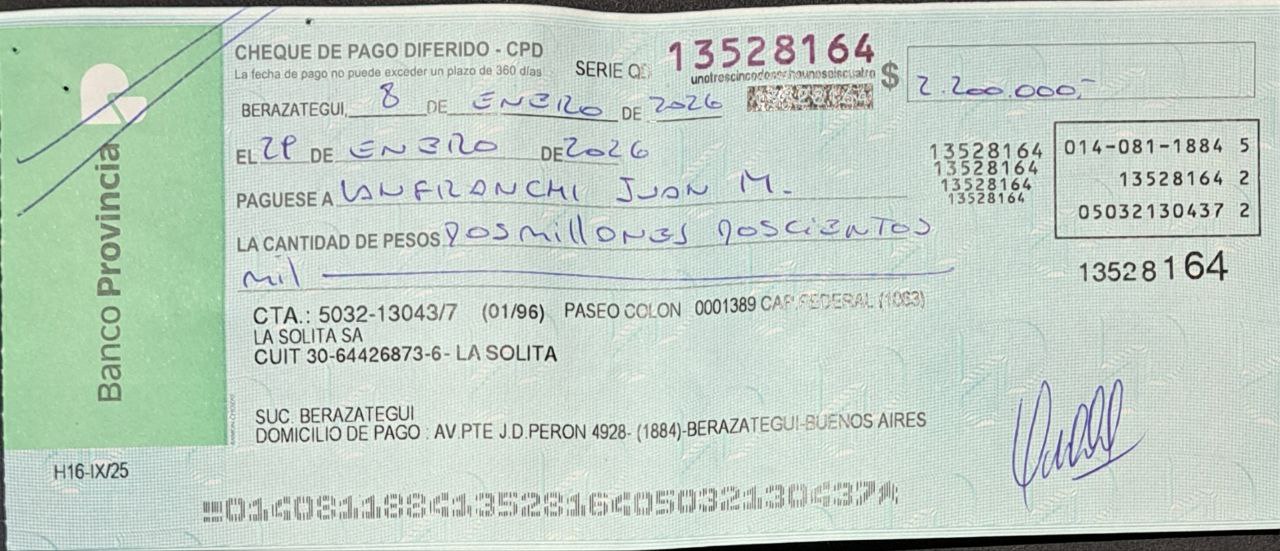 Banco Provincia
CHEQUE DE PAGO DIFERIDO - CPD
La fecha de pago no puede exceder un plazo de 360 días
SERIE 13528164
$ 2.200.000,-
BERAZATEGUI, 8 DE ENERO DE 2026
EL 29 DE ENERO DE 2026
PAGUESE A LANFRANCHI JUAN M.
LA CANTIDAD DE PESOS DOSMILLONES DOSCIENTOS
mil
13528164
13528164
13528164
13528164
014-081-1884 5
13528164 2
05032130437 2
13528164
CTA.: 5032-13043/7 (01/96) PASEO COLON 0001389 CAP.FEDERAL (1063)
LA SOLITA SA
CUIT 30-64426873-6- LA SOLITA
SUC. BERAZATEGUI
DOMICILIO DE PAGO : AV.PTE J.D.PERON 4928- (1884)-BERAZATEGUI-BUENOS AIRES
H16-IX/25
01408118841352816405032130437